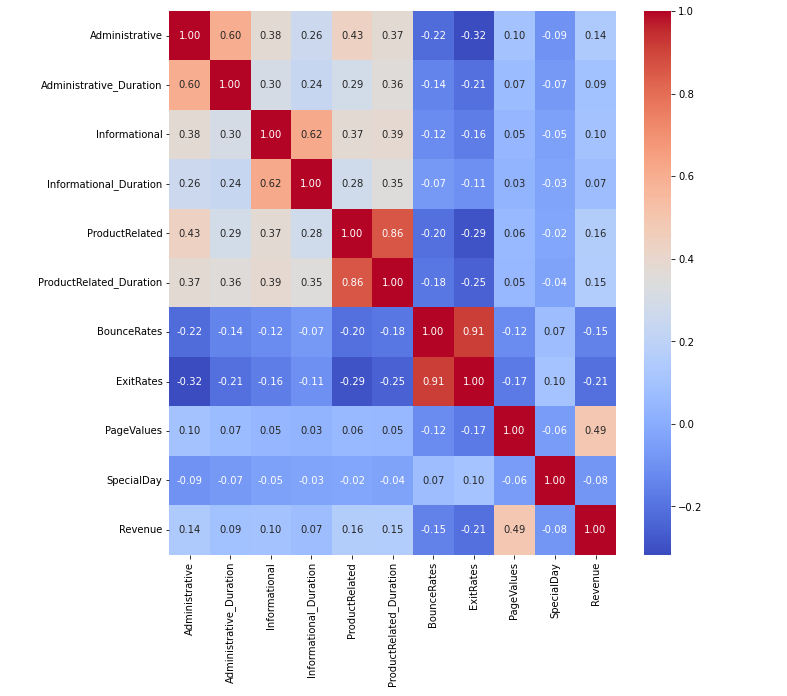 Administrative 1.00 0.60 0.38 0.26 0.43 0.37 -0.22 -0.32 0.10 -0.09 0.14
Administrative_Duration 0.60 1.00 0.30 0.24 0.29 0.36 -0.14 -0.21 0.07 -0.07 0.09
Informational 0.38 0.30 1.00 0.62 0.37 0.39 -0.12 -0.16 0.05 -0.05 0.10
Informational_Duration 0.26 0.24 0.62 1.00 0.28 0.35 -0.07 -0.11 0.03 -0.03 0.07
ProductRelated 0.43 0.29 0.37 0.28 1.00 0.86 -0.20 -0.29 0.06 -0.02 0.16
ProductRelated_Duration 0.37 0.36 0.39 0.35 0.86 1.00 -0.18 -0.25 0.05 -0.04 0.15
BounceRates -0.22 -0.14 -0.12 -0.07 -0.20 -0.18 1.00 0.91 -0.12 0.07 -0.15
ExitRates -0.32 -0.21 -0.16 -0.11 -0.29 -0.25 0.91 1.00 -0.17 0.10 -0.21
PageValues 0.10 0.07 0.05 0.03 0.06 0.05 -0.12 -0.17 1.00 -0.06 0.49
SpecialDay -0.09 -0.07 -0.05 -0.03 -0.02 -0.04 0.07 0.10 -0.06 1.00 -0.08
Revenue 0.14 0.09 0.10 0.07 0.16 0.15 -0.15 -0.21 0.49 -0.08 1.00
Administrative
Administrative_Duration
Informational
Informational_Duration
ProductRelated
ProductRelated_Duration
BounceRates
ExitRates
PageValues
SpecialDay
Revenue
1.0
0.8
0.6
0.4
0.2
0.0
−0.2